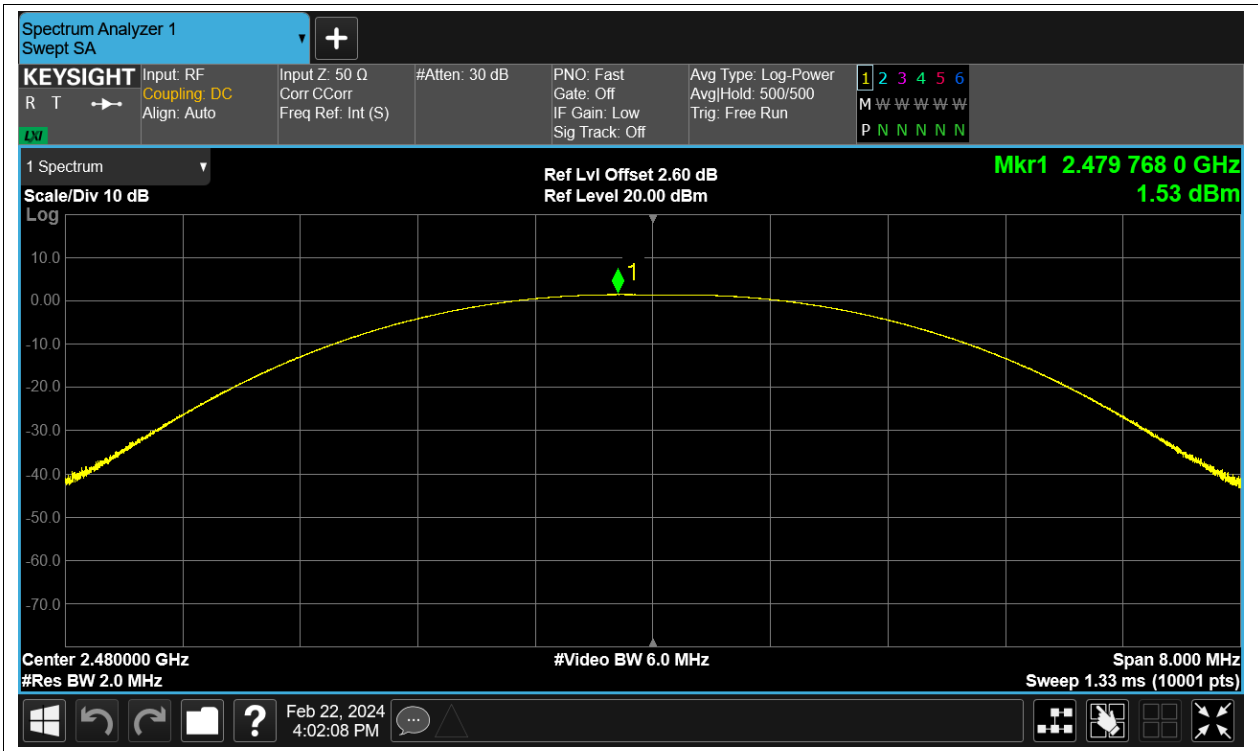 Spectrum Analyzer 1
Swept SA
KEYSIGHT
R T
LXI
Input: RF
Coupling: DC
Align: Auto
Input Z: 50 Ω
Corr CCorr
Freq Ref: Int (S)
#Atten: 30 dB
PNO: Fast
Gate: Off
IF Gain: Low
Sig Track: Off
Avg Type: Log-Power
Avg|Hold: 500/500
Trig: Free Run
1 2 3 4 5 6
M W W W W W
P N N N N N
1 Spectrum
Scale/Div 10 dB
Log
Ref Lvl Offset 2.60 dB
Ref Level 20.00 dBm
Mkr1 2.479 768 0 GHz
1.53 dBm
1
10.0
0.00
-10.0
-20.0
-30.0
-40.0
-50.0
-60.0
-70.0
Center 2.480000 GHz
#Res BW 2.0 MHz
#Video BW 6.0 MHz
Span 8.000 MHz
Sweep 1.33 ms (10001 pts)
?
Feb 22, 2024
4:02:08 PM